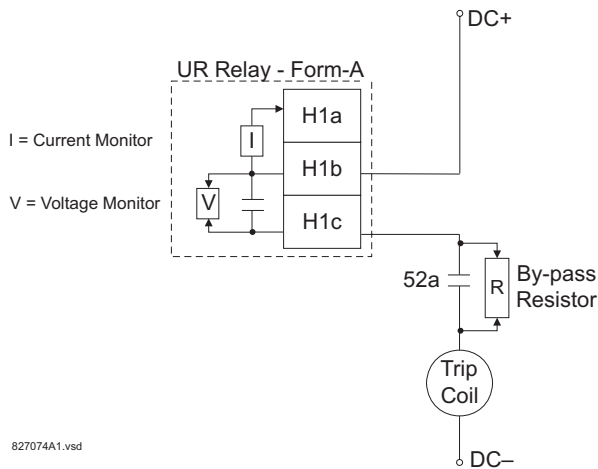 DC+
UR Relay - Form-A
H1a
I = Current Monitor
I
H1b
V = Voltage Monitor
V
H1c
52a
R
By-pass
Resistor
Trip
Coil
827074A1.vsd
DC–